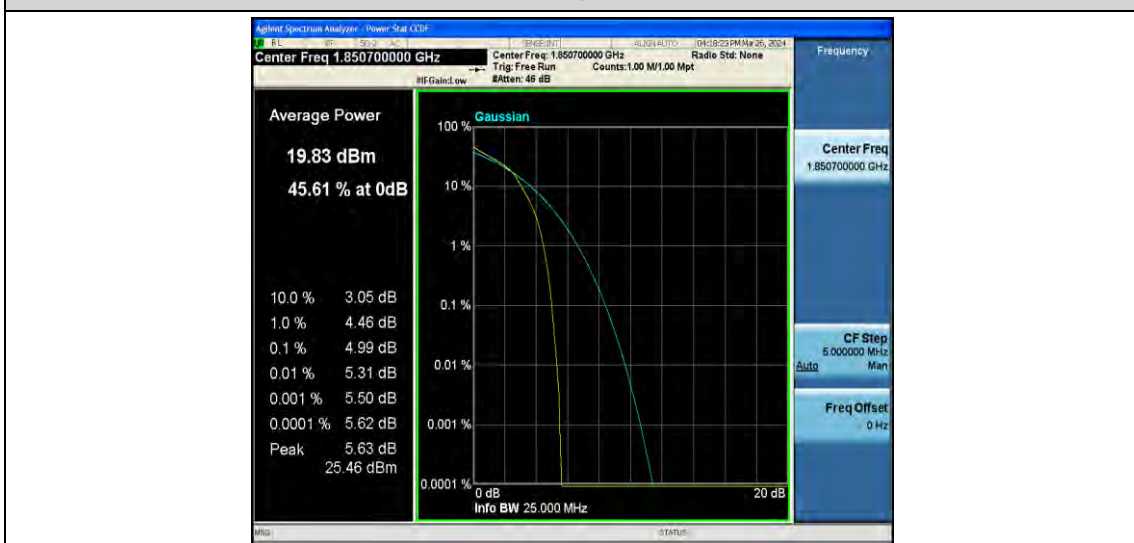 Agilent Spectrum Analyzer - Power Stat CCDF
RL RF 50 Ω AC SENSE:INT ALIGN AUTO 04:18:23 PM Mar 26, 2024
Center Freq 1.850700000 GHz
Center Freq: 1.850700000 GHz Radio Std: None
Trig: Free Run Counts:1.00 M/1.00 Mpt
#IFGain:Low #Atten: 46 dB
Frequency
Average Power
19.83 dBm
45.61 % at 0dB
10.0 % 3.05 dB
1.0 % 4.46 dB
0.1 % 4.99 dB
0.01 % 5.31 dB
0.001 % 5.50 dB
0.0001 % 5.62 dB
Peak 5.63 dB
25.46 dBm
Gaussian
100 %
10 %
1 %
0.1 %
0.01 %
0.001 %
0.0001 %
0 dB 20 dB
Info BW 25.000 MHz
Center Freq
1.850700000 GHz
CF Step
5.000000 MHz
Auto Man
Freq Offset
0 Hz
MSG STATUS